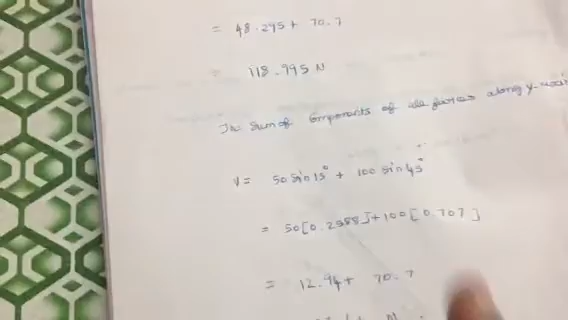 = 48.295 + 70.7
= 118.995 N
The Sum of Components of all forces along y-
V = 50 sin 15° + 100 sin 45°
= 50[0.2588] + 100[0.707]
= 12.94 + 70.7
N